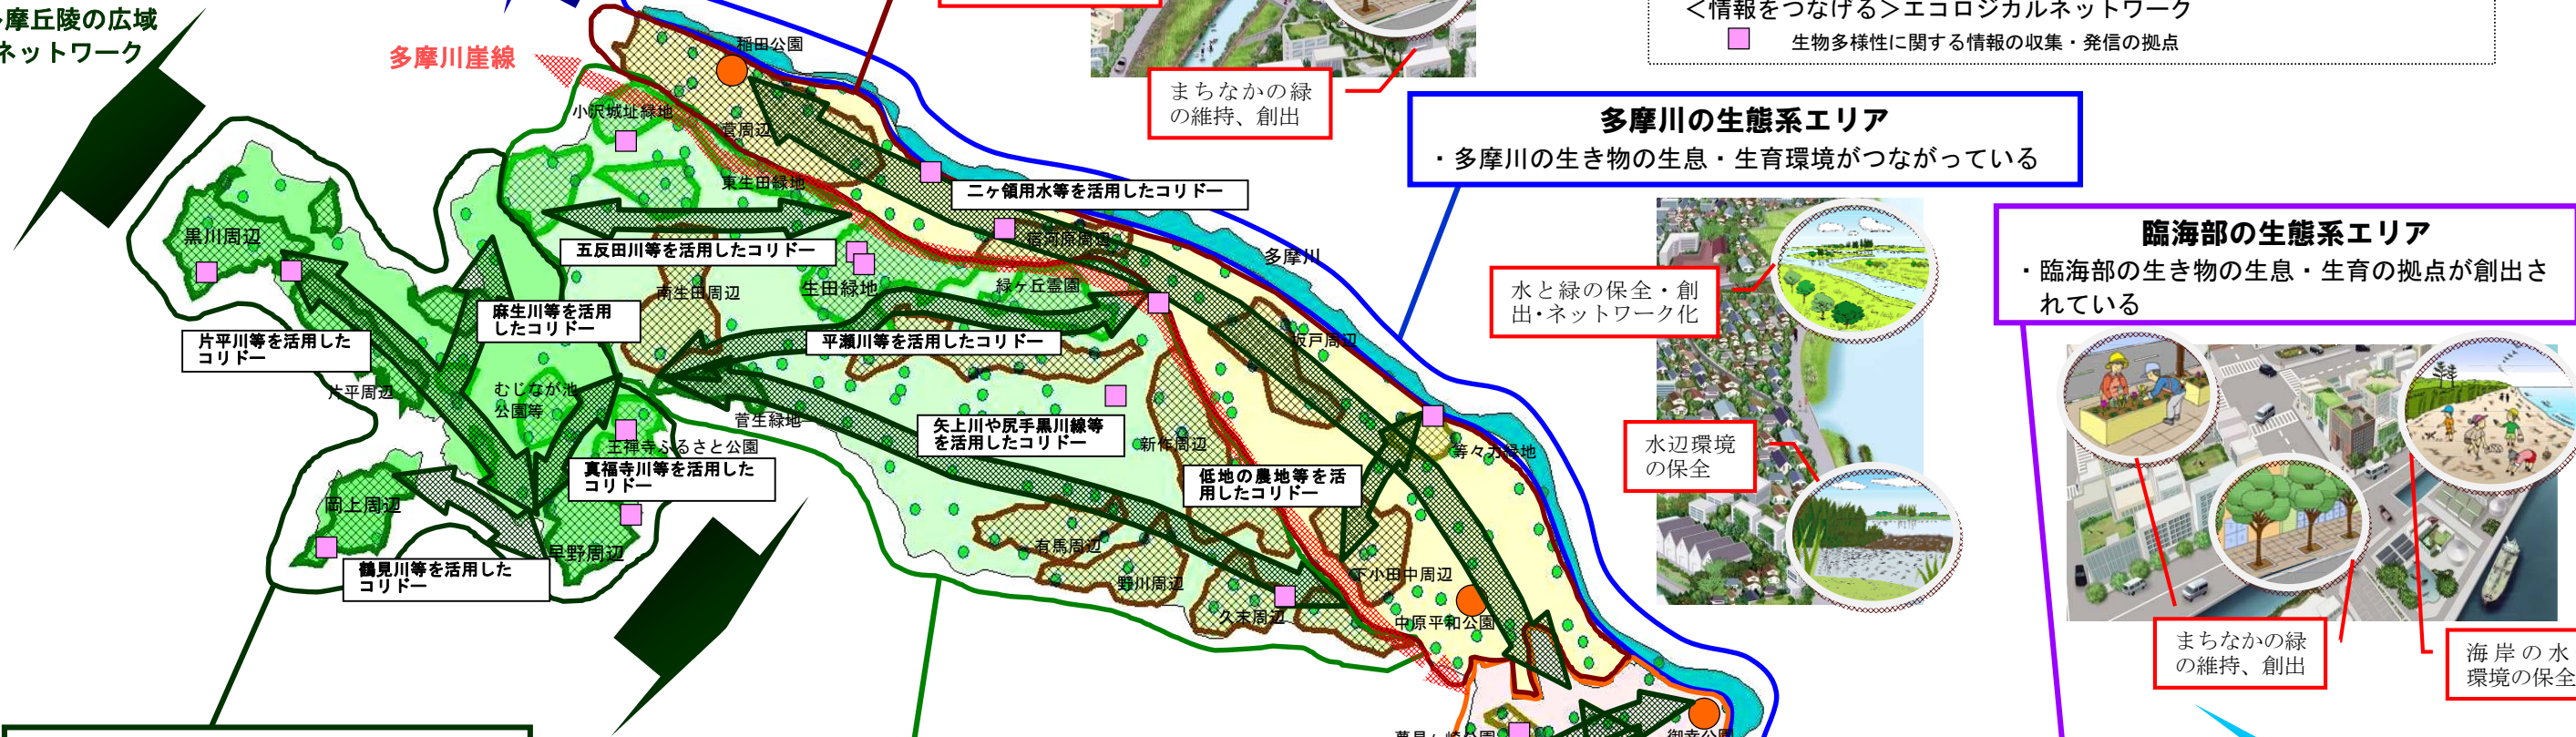 摩丘陵の広域
ネットワーク
多摩川崖線
稲田公園
小沢城址緑地
菅周辺
東生田緑地
二ヶ領用水等を活用したコリドー
宿河原周辺
多摩川
黒川周辺
五反田川等を活用したコリドー
南生田周辺
生田緑地
緑ヶ丘霊園
麻生川等を活用
したコリドー
片平川等を活用した
コリドー
平瀬川等を活用したコリドー
坂戸周辺
片平周辺
むじなが池
公園等
菅生緑地
矢上川や尻手黒川線等
を活用したコリドー
新作周辺
王禅寺ふるさと公園
等々力緑地
真福寺川等を活用した
コリドー
低地の農地等を活
用したコリドー
岡上周辺
早野周辺
有馬周辺
鶴見川等を活用した
コリドー
野川周辺
下小田中周辺
久末周辺
中原平和公園
夢見ヶ崎公園
御幸公園
まちなかの緑
の維持、創出
＜情報をつなげる＞エコロジカルネットワーク
生物多様性に関する情報の収集・発信の拠点
多摩川の生態系エリア
・多摩川の生き物の生息・生育環境がつながっている
水と緑の保全・創
出・ネットワーク化
水辺環境
の保全
臨海部の生態系エリア
・臨海部の生き物の生息・生育の拠点が創出さ
れている
まちなかの緑
の維持、創出
海岸の水
環境の保全